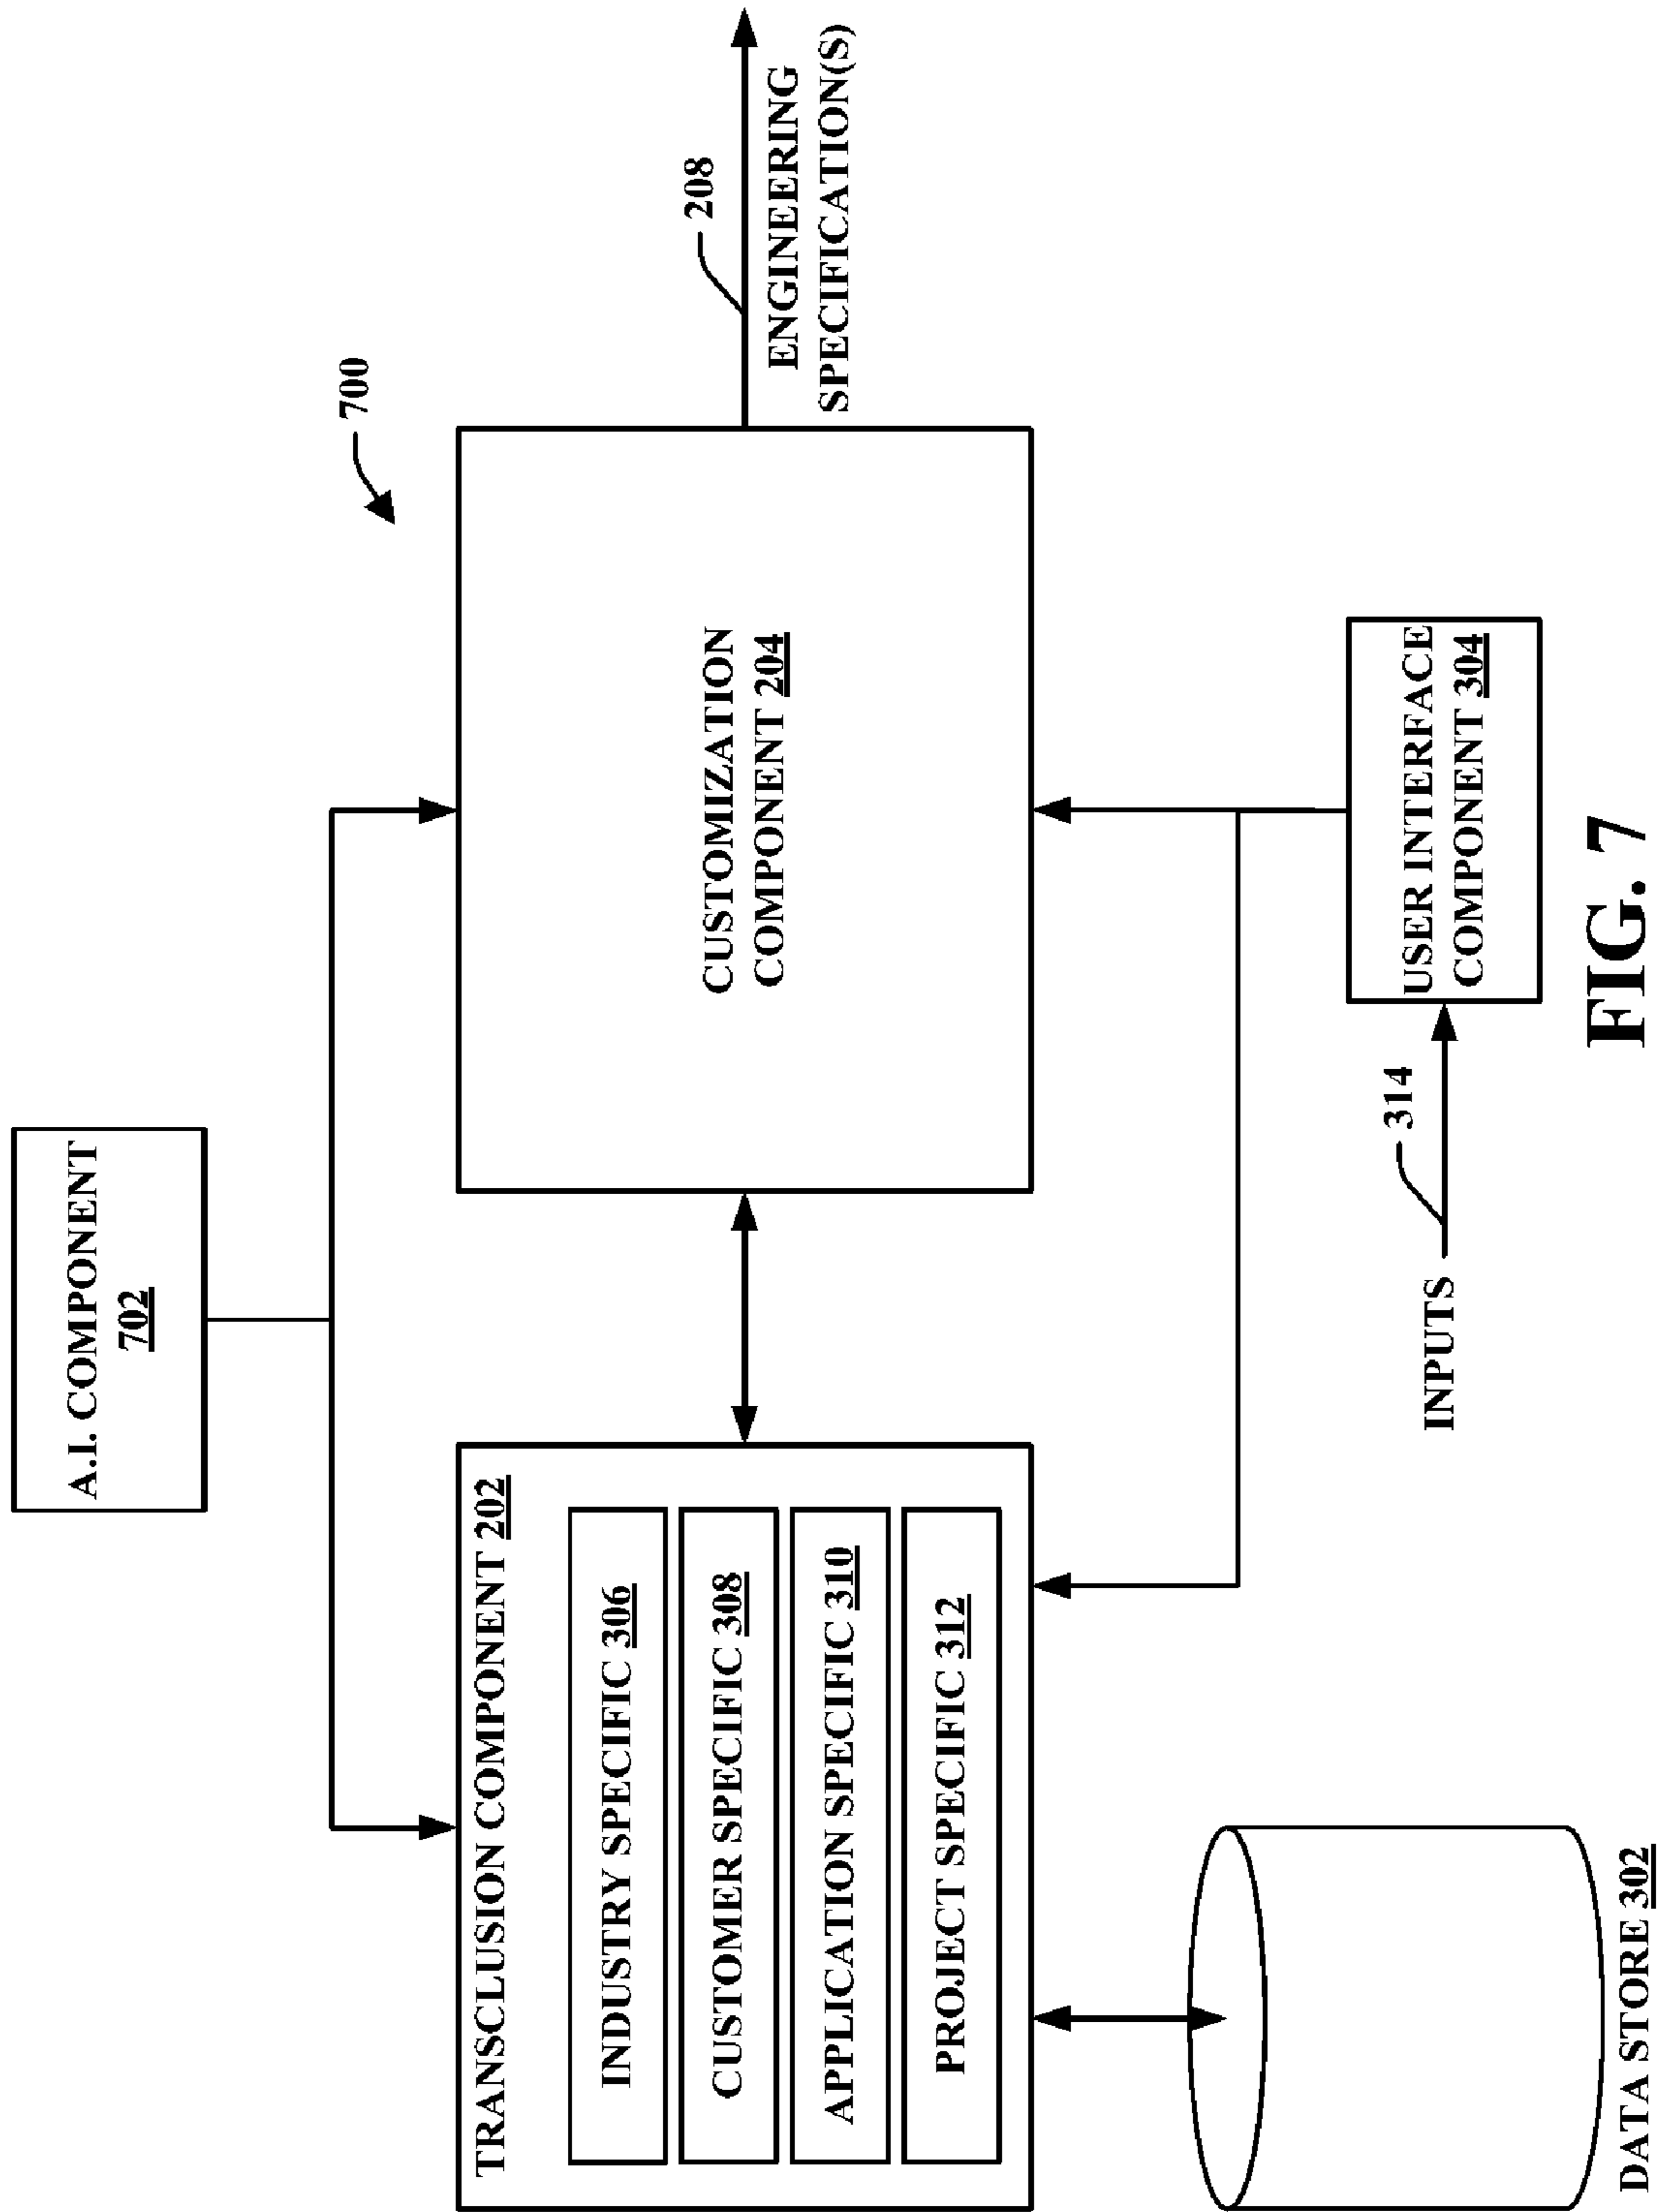 A.I. COMPONENT
702
700
TRANSCLUSION COMPONENT 202
INDUSTRY SPECIFIC 306
CUSTOMER SPECIFIC 308
APPLICATION SPECIFIC 310
PROJECT SPECIFIC 312
CUSTOMIZATION
COMPONENT 204
208
ENGINEERING
SPECIFICATION(S)
DATA STORE 302
INPUTS
314
USER INTERFACE
COMPONENT 304
FIG. 7